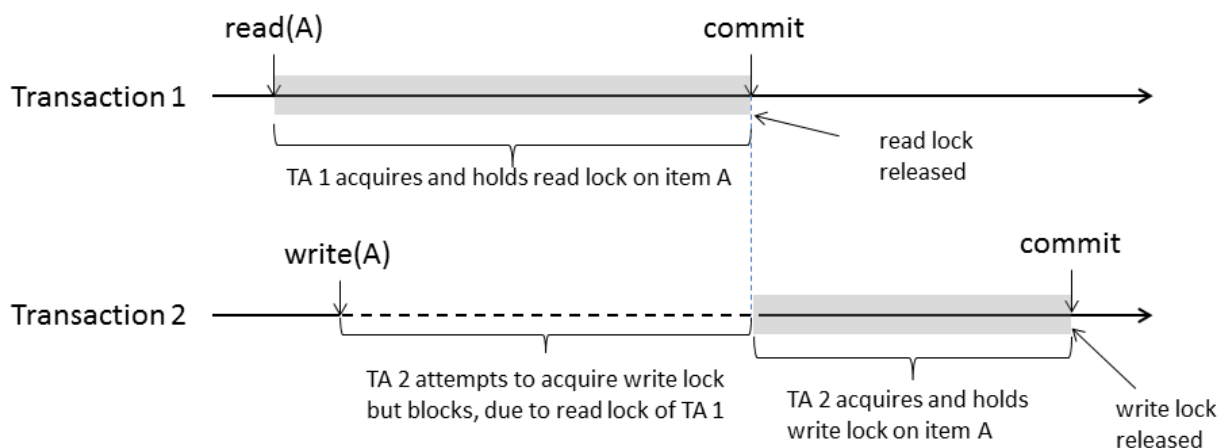 read(A)
commit
Transaction 1
read lock
released
TA 1 acquires and holds read lock on item A
write(A)
commit
Transaction 2
TA 2 attempts to acquire write lock
but blocks, due to read lock of TA 1
TA 2 acquires and holds
write lock on item A
write lock
released